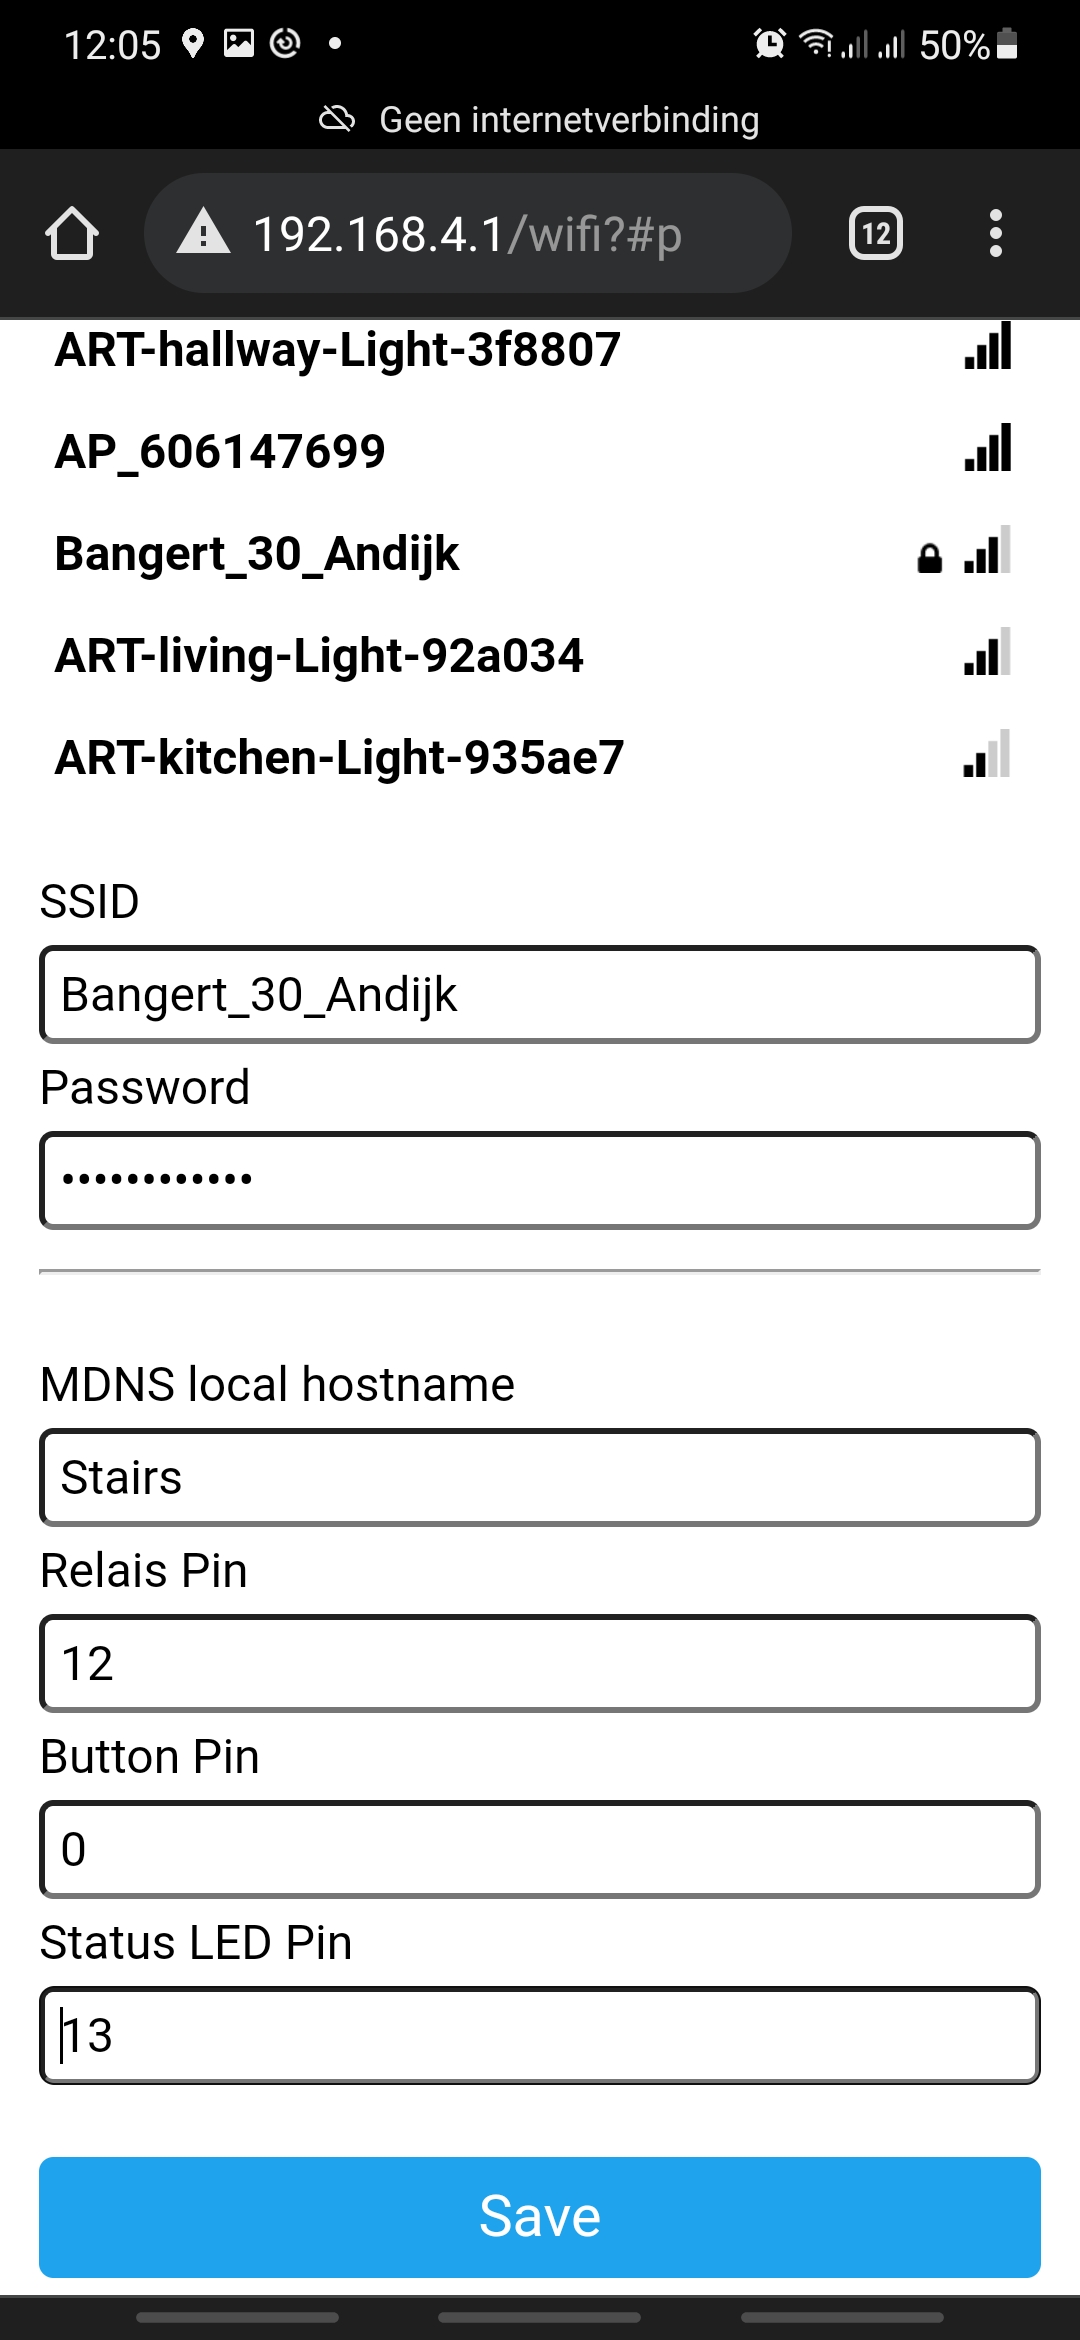 12:05 50%
Geen internetverbinding
192.168.4.1/wifi?#p 12
ART-hallway-Light-3f8807
AP_606147699
Bangert_30_Andijk
ART-living-Light-92a034
ART-kitchen-Light-935ae7
SSID
Bangert_30_Andijk
Password
••••••••••••
MDNS local hostname
Stairs
Relais Pin
12
Button Pin
0
Status LED Pin
13
Save